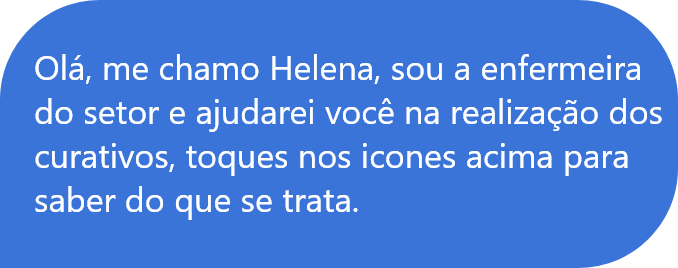 Olá, me chamo Helena, sou a enfermeira
do setor e ajudarei você na realização dos
curativos, toques nos icones acima para
saber do que se trata.